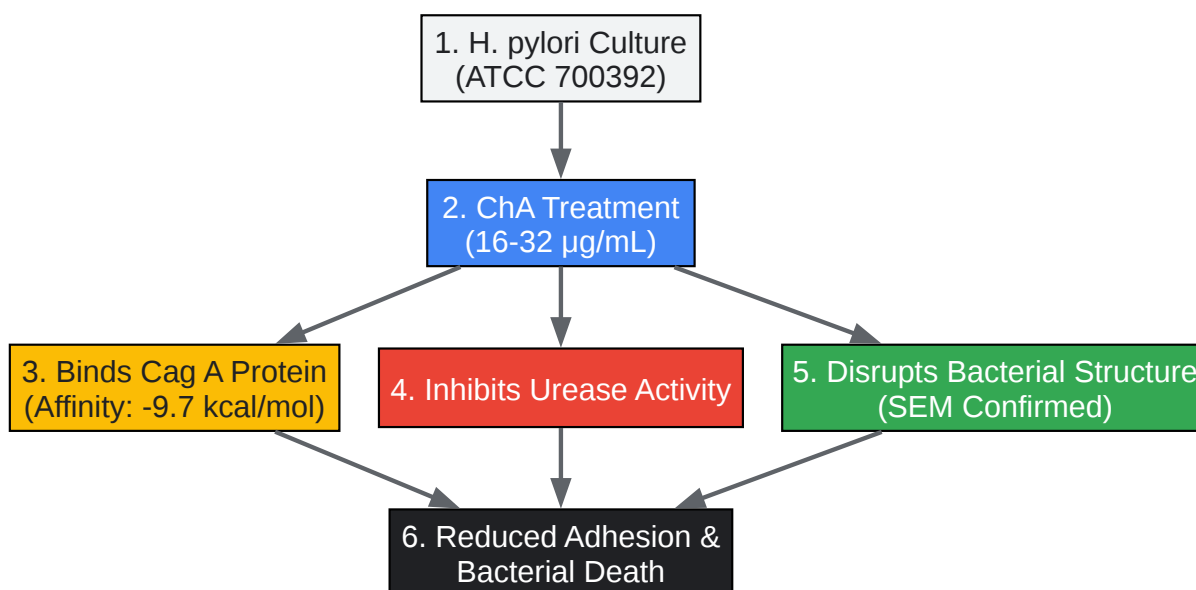 1. H. pylori Culture
(ATCC 700392)
2. ChA Treatment
(16-32 μg/mL)
3. Binds Cag A Protein
(Affinity: -9.7 kcal/mol)
4. Inhibits Urease Activity
5. Disrupts Bacterial Structure
(SEM Confirmed)
6. Reduced Adhesion &
Bacterial Death